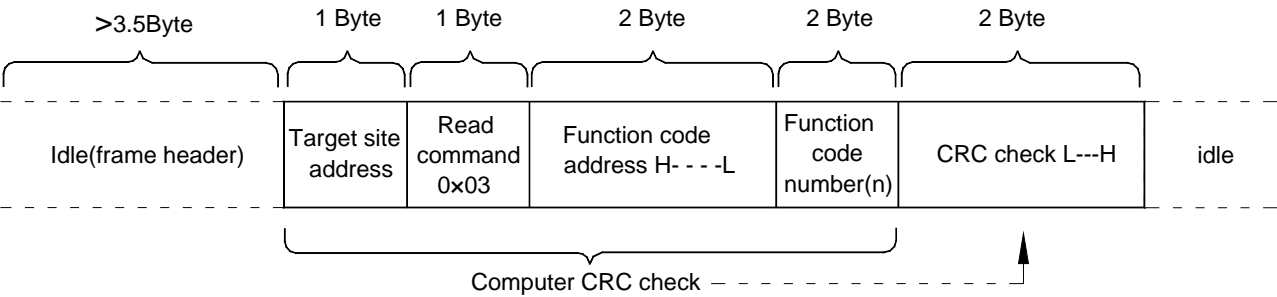 >3.5Byte
1 Byte
1 Byte
2 Byte
2 Byte
2 Byte
Idle(frame header)
Target site
address
Read
command
0×03
Function code
address H- - - -L
Function
code
number(n)
CRC check L---H
idle
Computer CRC check